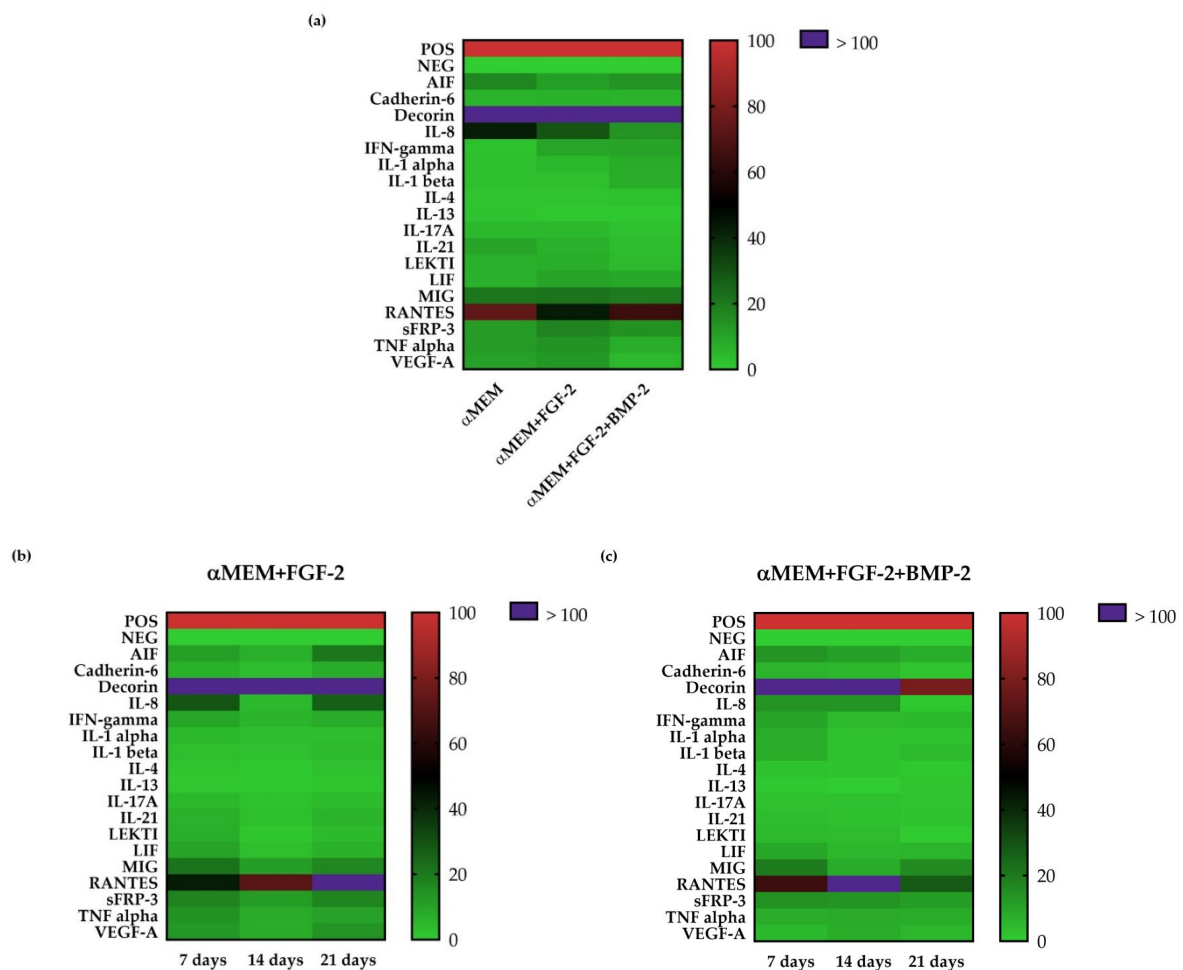 (a)
POS
NEG
AIF
Cadherin-6
Decorin
IL-8
IFN-gamma
IL-1 alpha
IL-1 beta
IL-4
IL-13
IL-17A
IL-21
LEKTI
LIF
MIG
RANTES
sFRP-3
TNF alpha
VEGF-A
αMEM
αMEM+FGF-2
αMEM+FGF-2+BMP-2
100
80
60
40
20
0
> 100
(b)
αMEM+FGF-2
POS
NEG
AIF
Cadherin-6
Decorin
IL-8
IFN-gamma
IL-1 alpha
IL-1 beta
IL-4
IL-13
IL-17A
IL-21
LEKTI
LIF
MIG
RANTES
sFRP-3
TNF alpha
VEGF-A
7 days 14 days 21 days
100
80
60
40
20
0
> 100
(c)
αMEM+FGF-2+BMP-2
POS
NEG
AIF
Cadherin-6
Decorin
IL-8
IFN-gamma
IL-1 alpha
IL-1 beta
IL-4
IL-13
IL-17A
IL-21
LEKTI
LIF
MIG
RANTES
sFRP-3
TNF alpha
VEGF-A
7 days 14 days 21 days
100
80
60
40
20
0
> 100